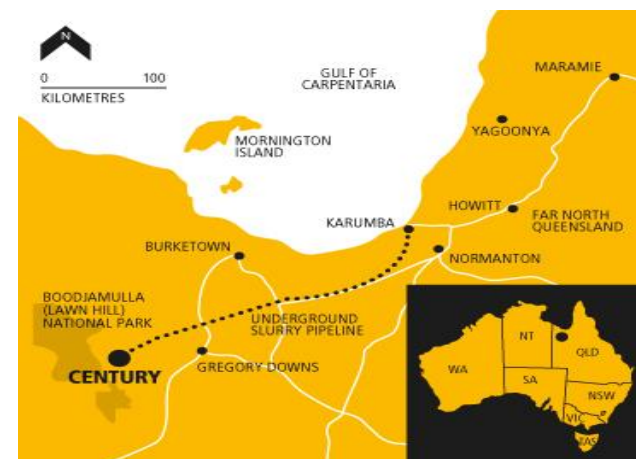 N
0 100
KILOMETRES
GULF OF
CARPENTARIA
MARAMIE
YAGOONYA
MORNINGTON
ISLAND
HOWITT
KARUMBA
FAR NORTH
QUEENSLAND
BURKETOWN
NORMANTON
BOODJAMULLA
(LAWN HILL)
NATIONAL PARK
UNDERGROUND
SLURRY PIPELINE
GREGORY DOWNS
CENTURY
WA
NT
QLD
SA
NSW
VIC
TAS